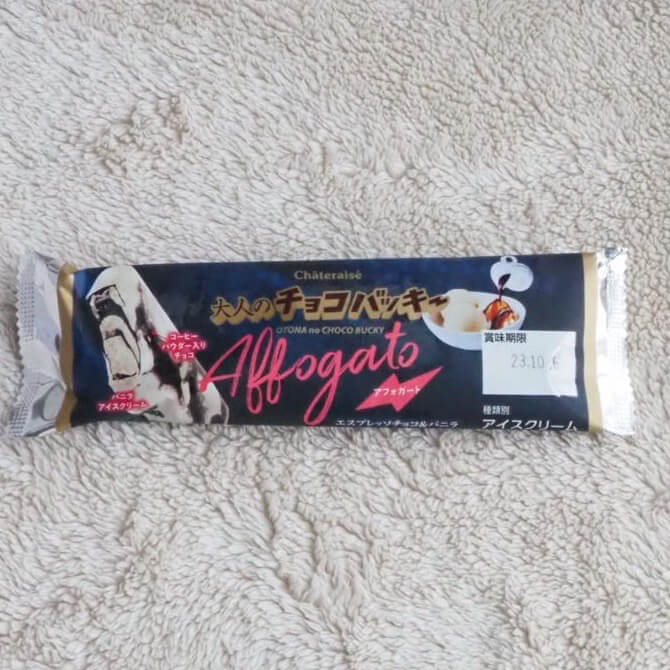 Châteraisé
大人のチョコバッキー
OTONA no CHOCO BUCKY
Affogato
アフォガート
エスプレッソチョコ&バニラ
コーヒー
パウダー入り
チョコ
バニラ
アイスクリーム
賞味期限
23.10. 6
種類別
アイスクリーム